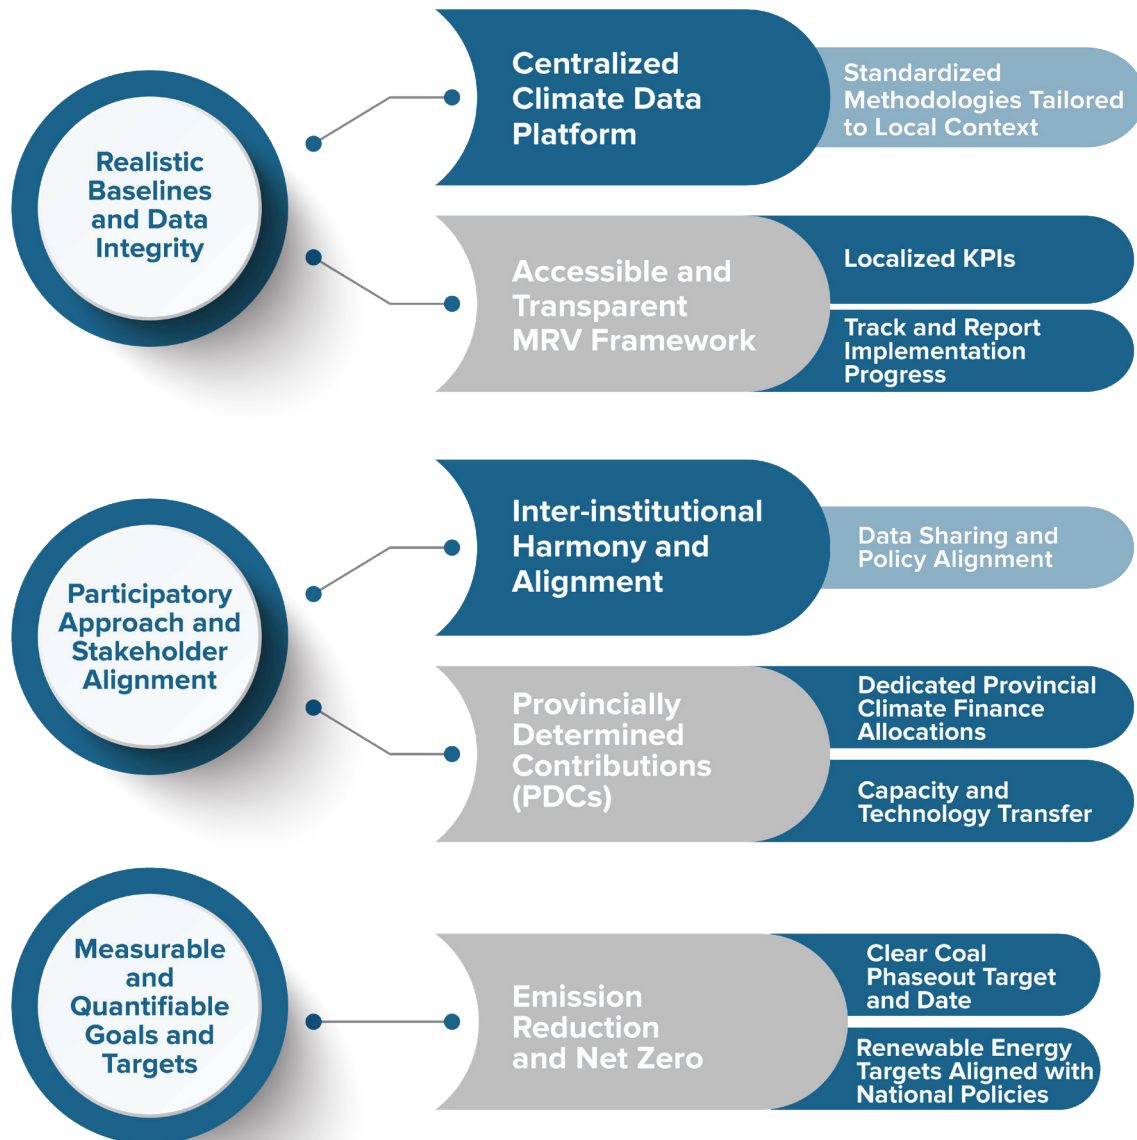 Realistic
Baselines
and Data
Integrity
Centralized
Climate Data
Platform
Standardized
Methodologies Tailored
to Local Context
Accessible and
Transparent
MRV Framework
Localized KPIs
Track and Report
Implementation
Progress
Participatory
Approach and
Stakeholder
Alignment
Inter-institutional
Harmony and
Alignment
Data Sharing and
Policy Alignment
Provincially
Determined
Contributions
(PDCs)
Dedicated Provincial
Climate Finance
Allocations
Capacity and
Technology Transfer
Measurable
and
Quantifiable
Goals and
Targets
Emission
Reduction
and Net Zero
Clear Coal
Phaseout Target
and Date
Renewable Energy
Targets Aligned with
National Policies